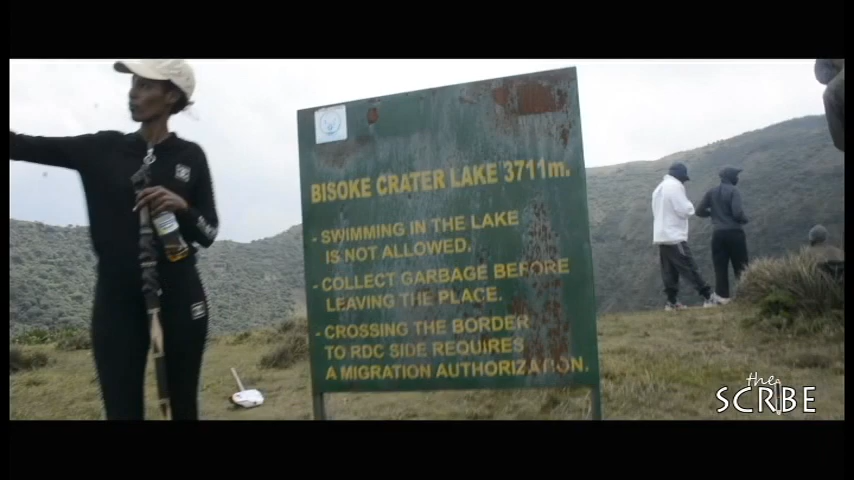 BISOKE CRATER LAKE 3711m.
- SWIMMING IN THE LAKE
IS NOT ALLOWED.
- COLLECT GARBAGE BEFORE
LEAVING THE PLACE.
- CROSSING THE BORDER
TO RDC SIDE REQUIRES
A MIGRATION AUTHORIZATION.
the
SCRIBE